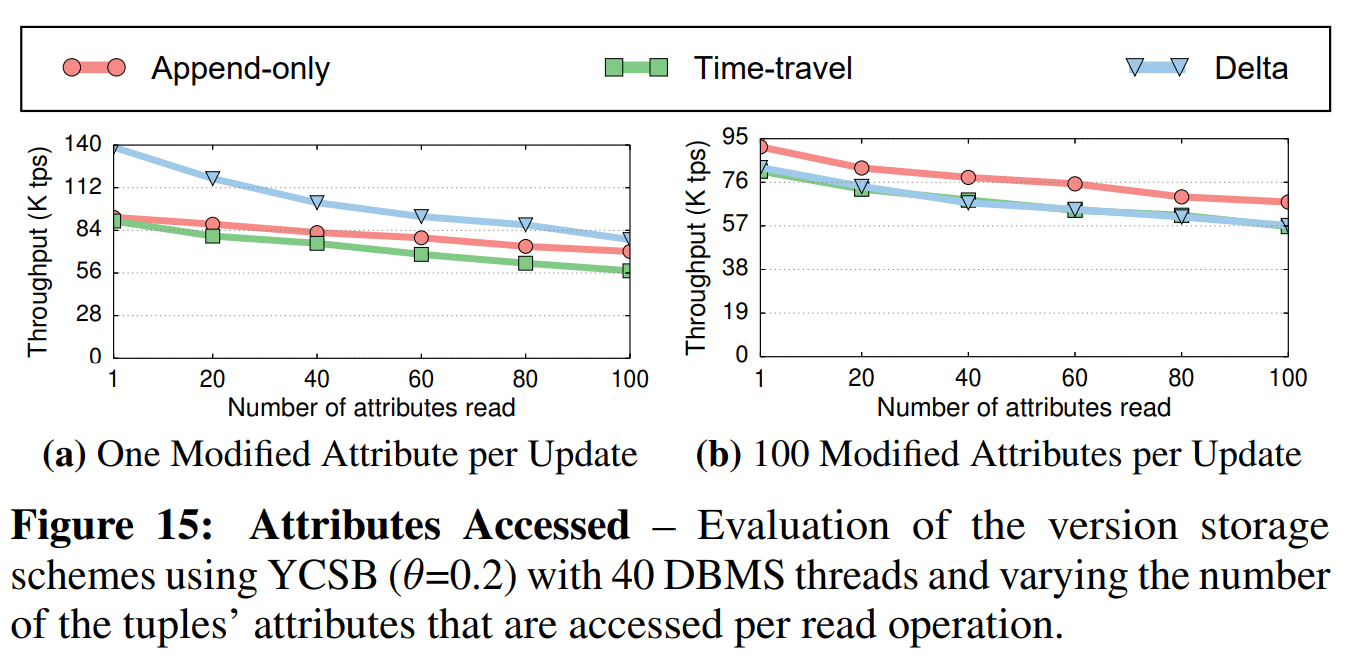 Append-only Time-travel Delta
Throughput (K tps)
140
112
84
56
28
0
1 20 40 60 80 100
Number of attributes read
(a) One Modified Attribute per Update
Throughput (K tps)
95
76
57
38
19
0
1 20 40 60 80 100
Number of attributes read
(b) 100 Modified Attributes per Update
Figure 15: Attributes Accessed – Evaluation of the version storage
schemes using YCSB (θ=0.2) with 40 DBMS threads and varying the number
of the tuples’ attributes that are accessed per read operation.